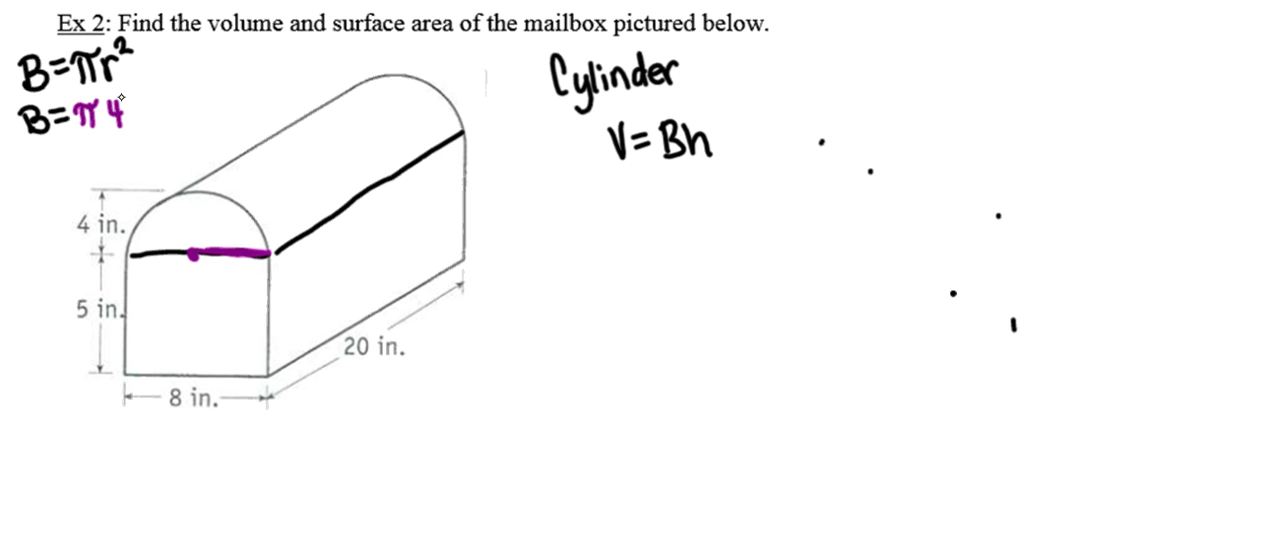 Ex 2: Find the volume and surface area of the mailbox pictured below.
B=πr²
B=π4
Cylinder
V=Bh
4 in.
5 in.
20 in.
8 in.